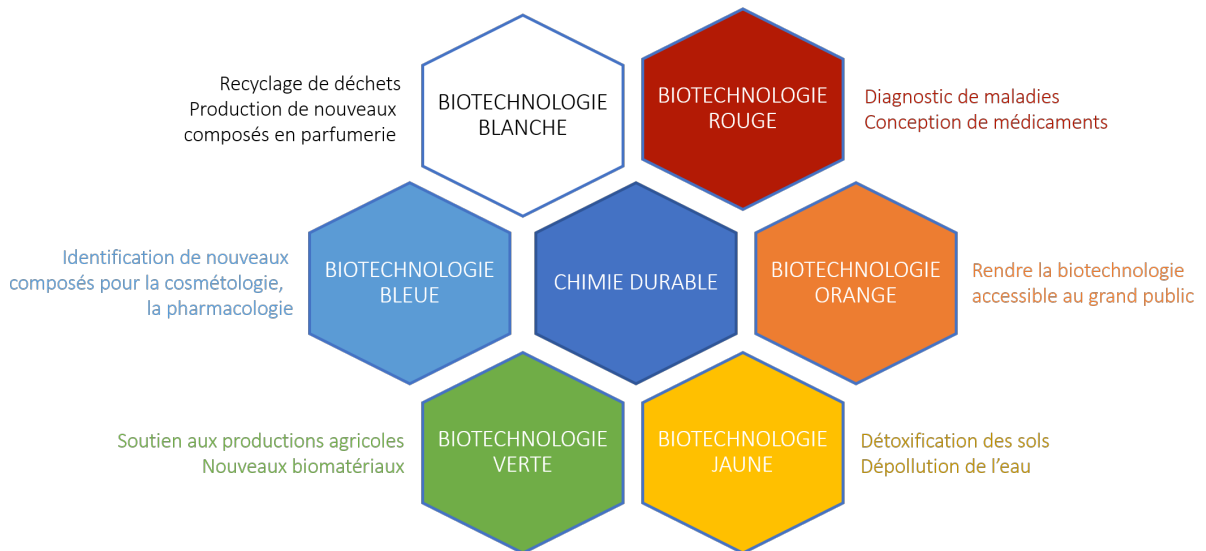 Recyclage de déchets
Production de nouveaux
composés en parfumerie
BIOTECHNOLOGIE
BLANCHE
BIOTECHNOLOGIE
ROUGE
Diagnostic de maladies
Conception de médicaments
Identification de nouveaux
composés pour la cosmétologie,
la pharmacologie
BIOTECHNOLOGIE
BLEUE
CHIMIE DURABLE
BIOTECHNOLOGIE
ORANGE
Rendre la biotechnologie
accessible au grand public
Soutien aux productions agricoles
Nouveaux biomatériaux
BIOTECHNOLOGIE
VERTE
BIOTECHNOLOGIE
JAUNE
Détoxification des sols
Dépollution de l'eau